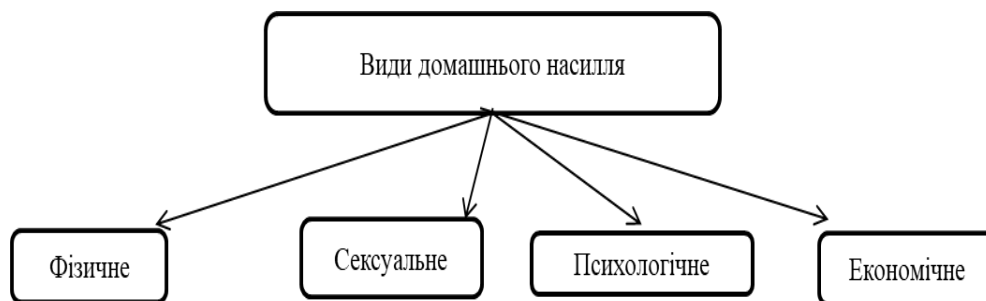 Види домашнього насилля
Фізичне
Сексуальне
Психологічне
Економічне